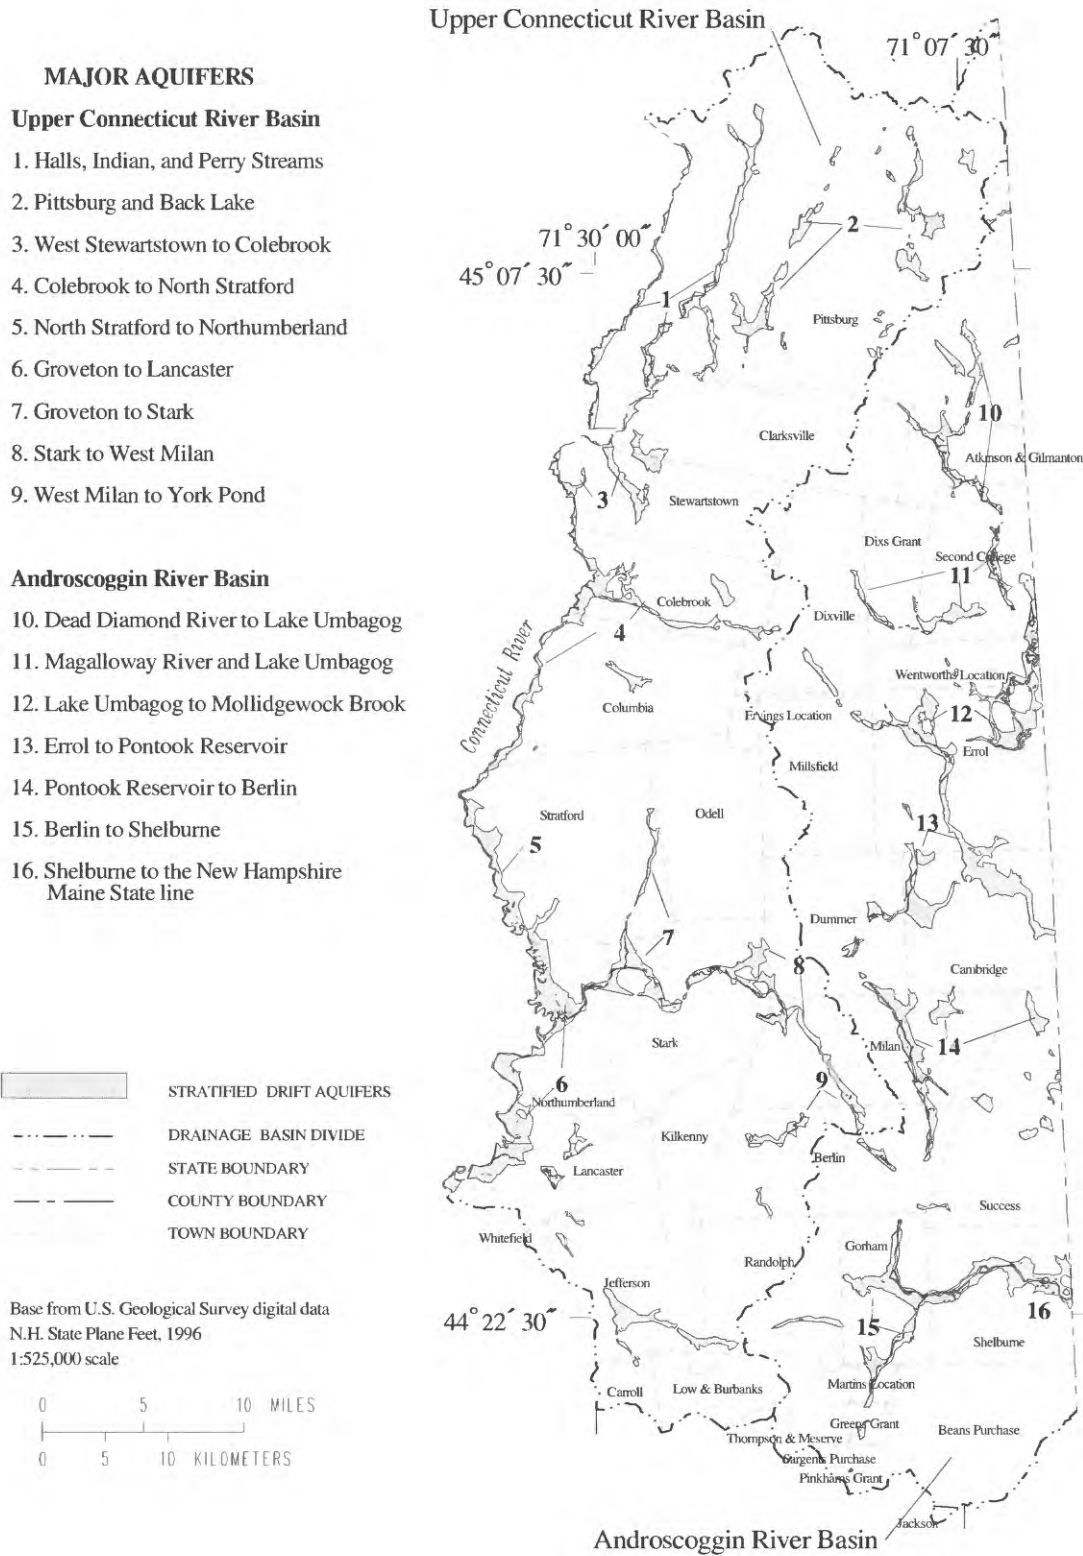 Upper Connecticut River Basin
71° 07′ 30″
MAJOR AQUIFERS
Upper Connecticut River Basin
1. Halls, Indian, and Perry Streams
2. Pittsburg and Back Lake
3. West Stewartstown to Colebrook
4. Colebrook to North Stratford
5. North Stratford to Northumberland
6. Groveton to Lancaster
7. Groveton to Stark
8. Stark to West Milan
9. West Milan to York Pond
Androscoggin River Basin
10. Dead Diamond River to Lake Umbagog
11. Magalloway River and Lake Umbagog
12. Lake Umbagog to Mollidgewock Brook
13. Errol to Pontook Reservoir
14. Pontook Reservoir to Berlin
15. Berlin to Shelburne
16. Shelburne to the New Hampshire
Maine State line
STRATIFIED DRIFT AQUIFERS
DRAINAGE BASIN DIVIDE
STATE BOUNDARY
COUNTY BOUNDARY
TOWN BOUNDARY
Base from U.S. Geological Survey digital data
N.H. State Plane Feet, 1996
1:525,000 scale
0 5 10 MILES
0 5 10 KILOMETERS
71° 30′ 00″
45° 07′ 30″
2
1
Pittsburg
10
Clarksville
Atkinson & Gilmanton
3
Stewartstown
Dixs Grant
Second College
11
Colebrook
Dixville
4
Connecticut River
Wentworths Location
Columbia
Ervings Location
12
Errol
Millsfield
Stratford
Odell
13
5
Dummer
7
8
Cambridge
Stark
Milan
14
6
9
Northumberland
Kilkenny
Berlin
Lancaster
Success
Whitefield
Gorham
Randolph
Jefferson
44° 22′ 30″
16
15
Shelburne
Carroll
Low & Burbanks
Martins Location
Greens Grant
Beans Purchase
Thompson & Meserve
Sargents Purchase
Pinkhams Grant
Jackson
Androscoggin River Basin